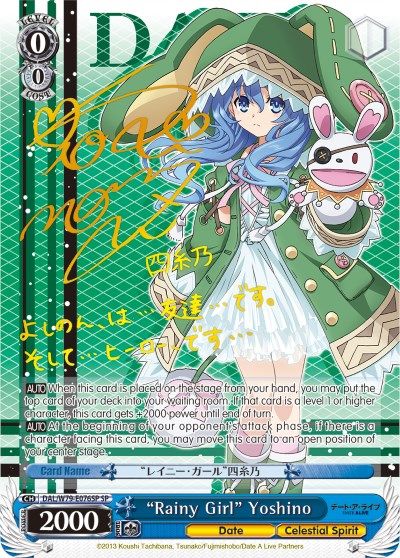 DATE
LEVEL
0
0
COST
1
四糸乃
よしのん、は…友達…です。
そして…ヒーロー、です…
AUTO When this card is placed on the stage from your hand, you may put the
top card of your deck into your waiting room. If that card is a level 1 or higher
character, this card gets +2000 power until end of turn.
AUTO At the beginning of your opponent's attack phase, if there is a
character facing this card, you may move this card to an open position of
your center stage.
Card Name
“レイニー・ガール”四糸乃
CH DAL/W79-E076SP SP
“Rainy Girl” Yoshino
デート・ア・ライブ
DATE A LIVE
POWER
2000
Date
Celestial Spirit
©2013 Koushi Tachibana, Tsunako/Fujimishobo/Date A Live Partners